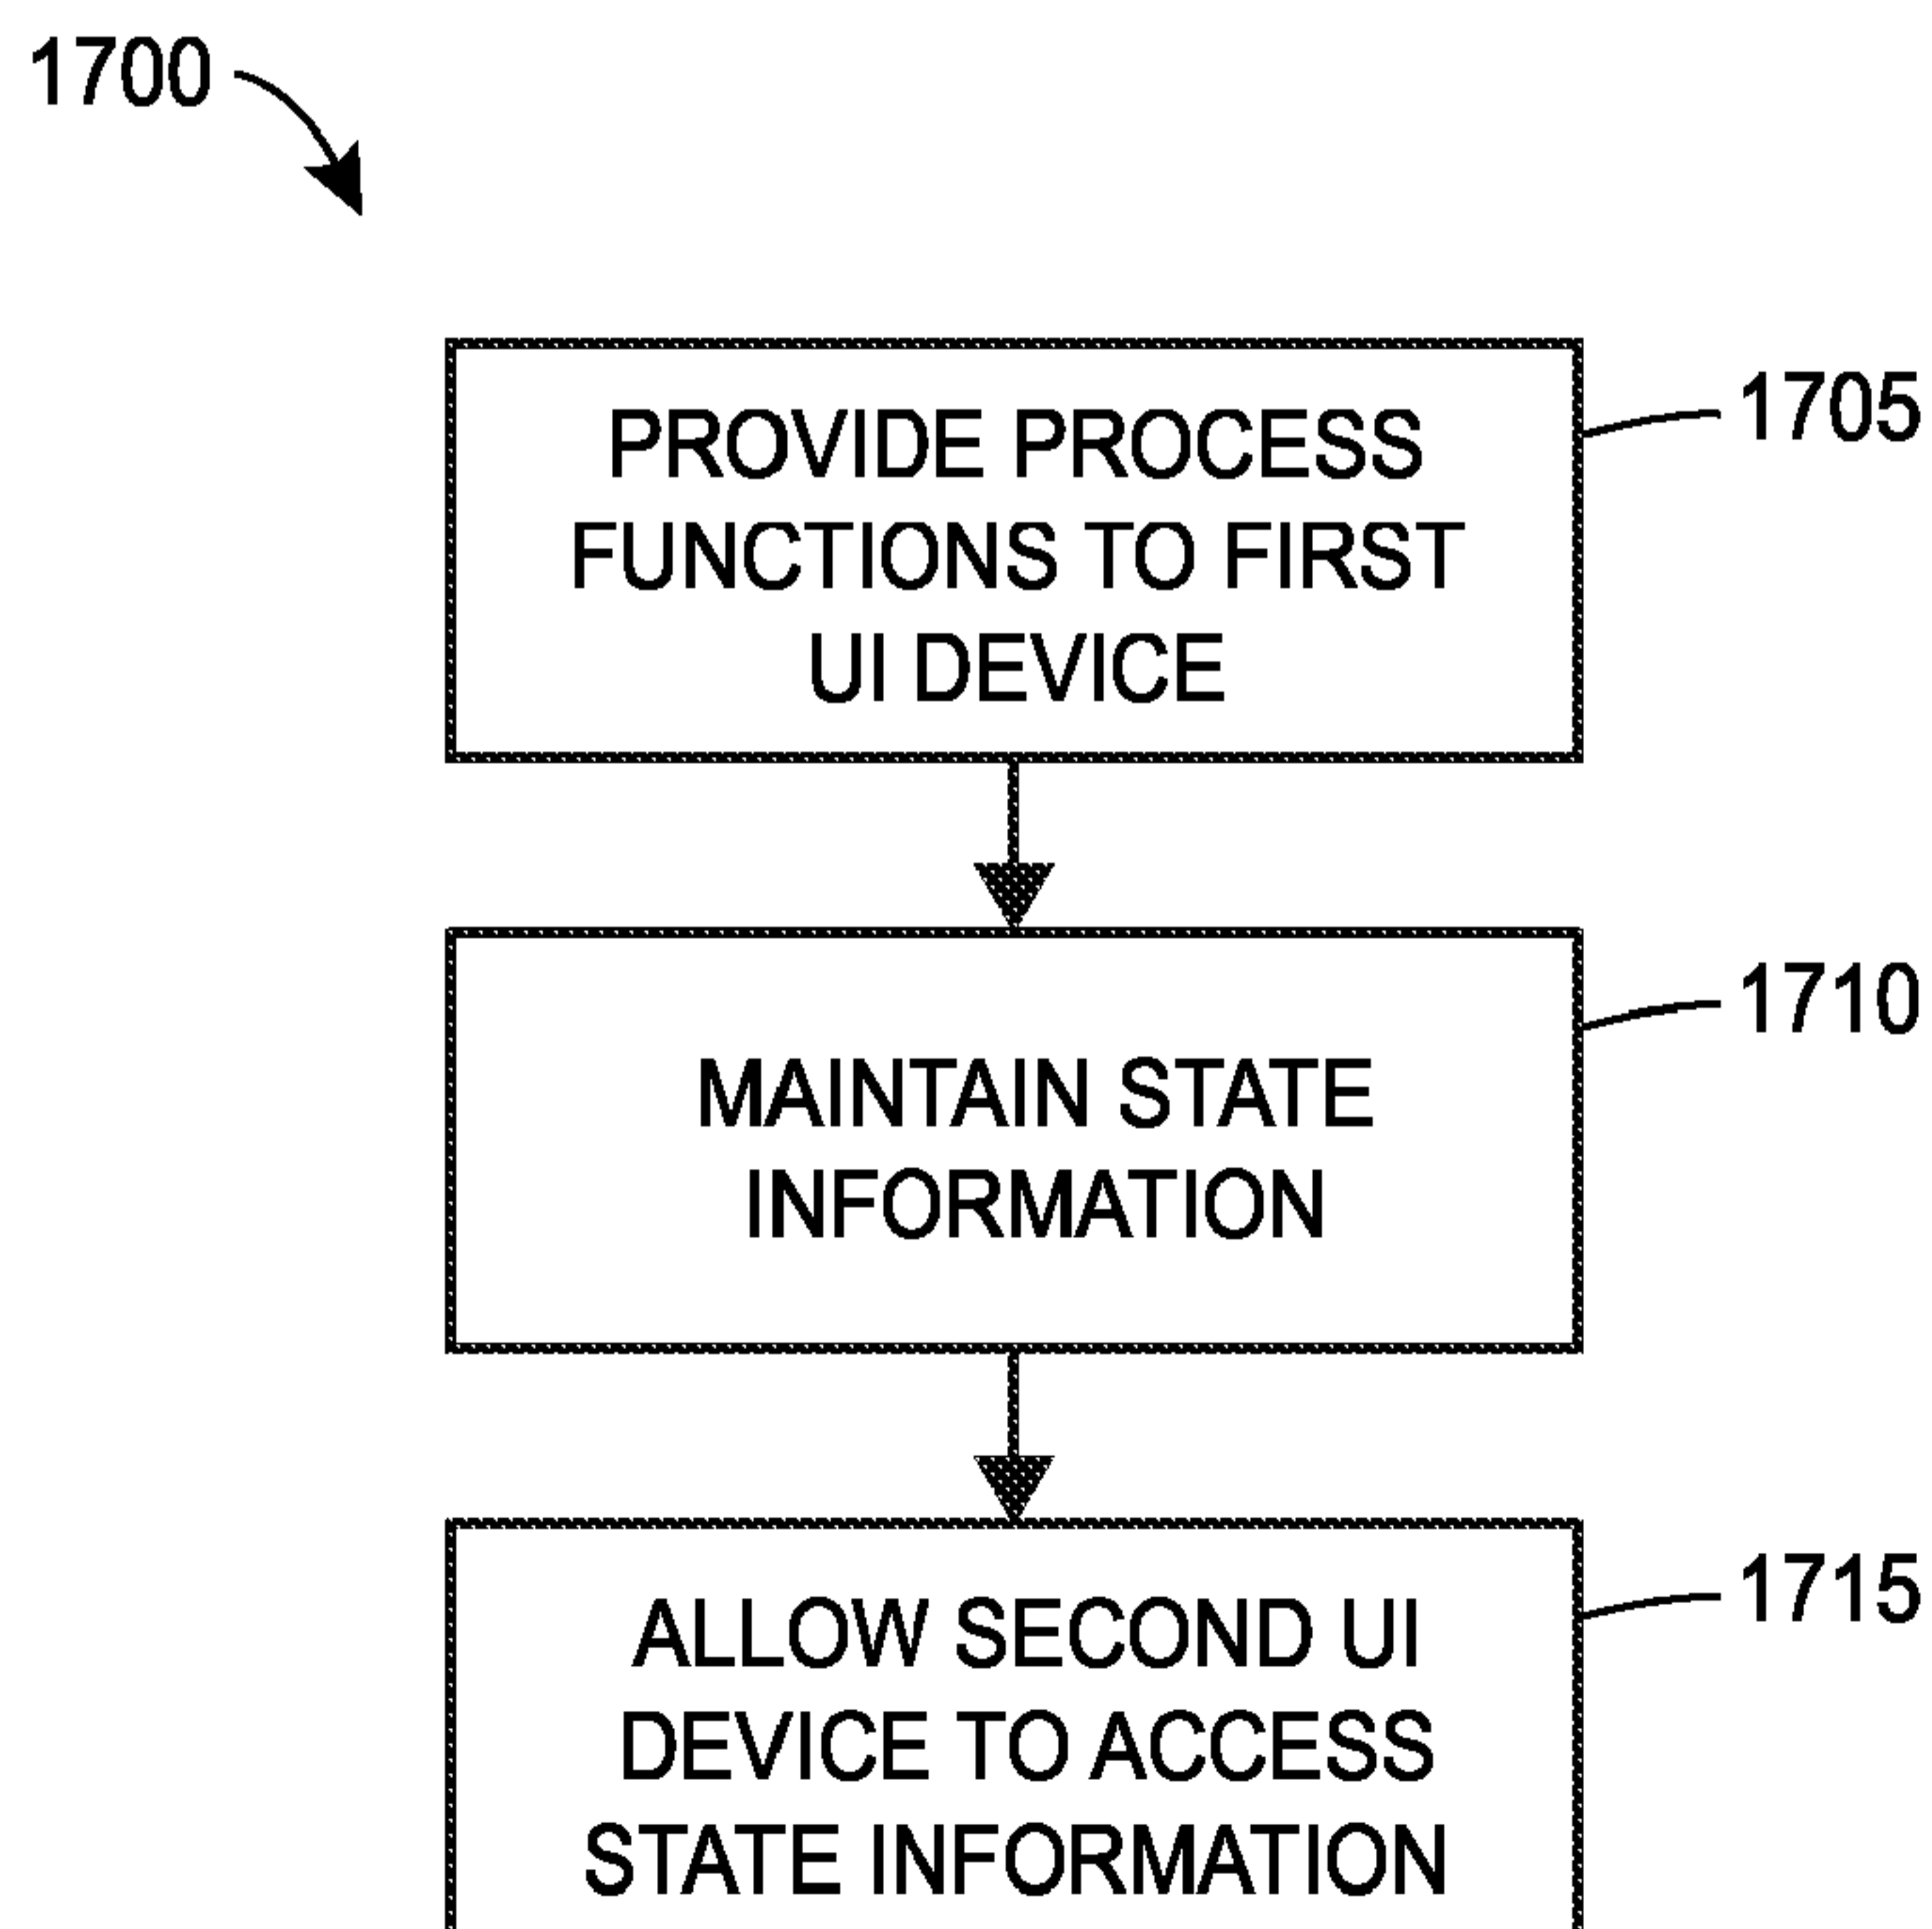 1700
PROVIDE PROCESS
FUNCTIONS TO FIRST
UI DEVICE
1705
MAINTAIN STATE
INFORMATION
1710
ALLOW SECOND UI
DEVICE TO ACCESS
STATE INFORMATION
1715